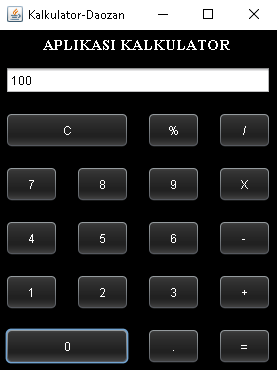 Kalkulator-Daozan
APLIKASI KALKULATOR
100
C % /
7 8 9 X
4 5 6 -
1 2 3 +
0 . =